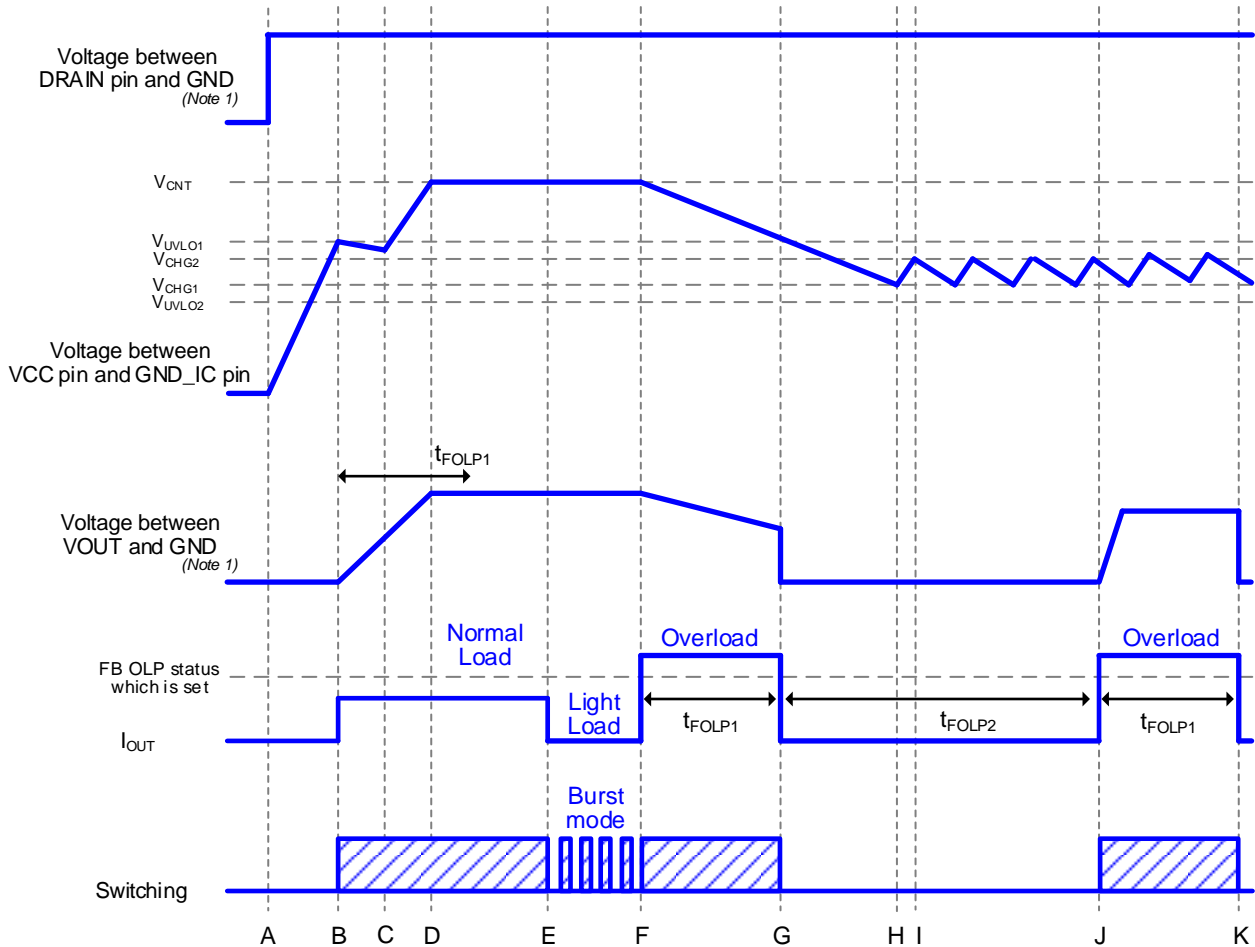 Voltage between
DRAIN pin and GND
(Note 1)
VCNT
VUVLO1
VCHG2
VCHG1
VUVLO2
Voltage between
VCC pin and GND_IC pin
tFOLP1
Voltage between
VOUT and GND
(Note 1)
Normal
Load
Overload
Overload
FB OLP status
which is set
Light
Load
tFOLP1
tFOLP2
tFOLP1
IOUT
Burst
mode
Switching
A B C D E F G H I J K